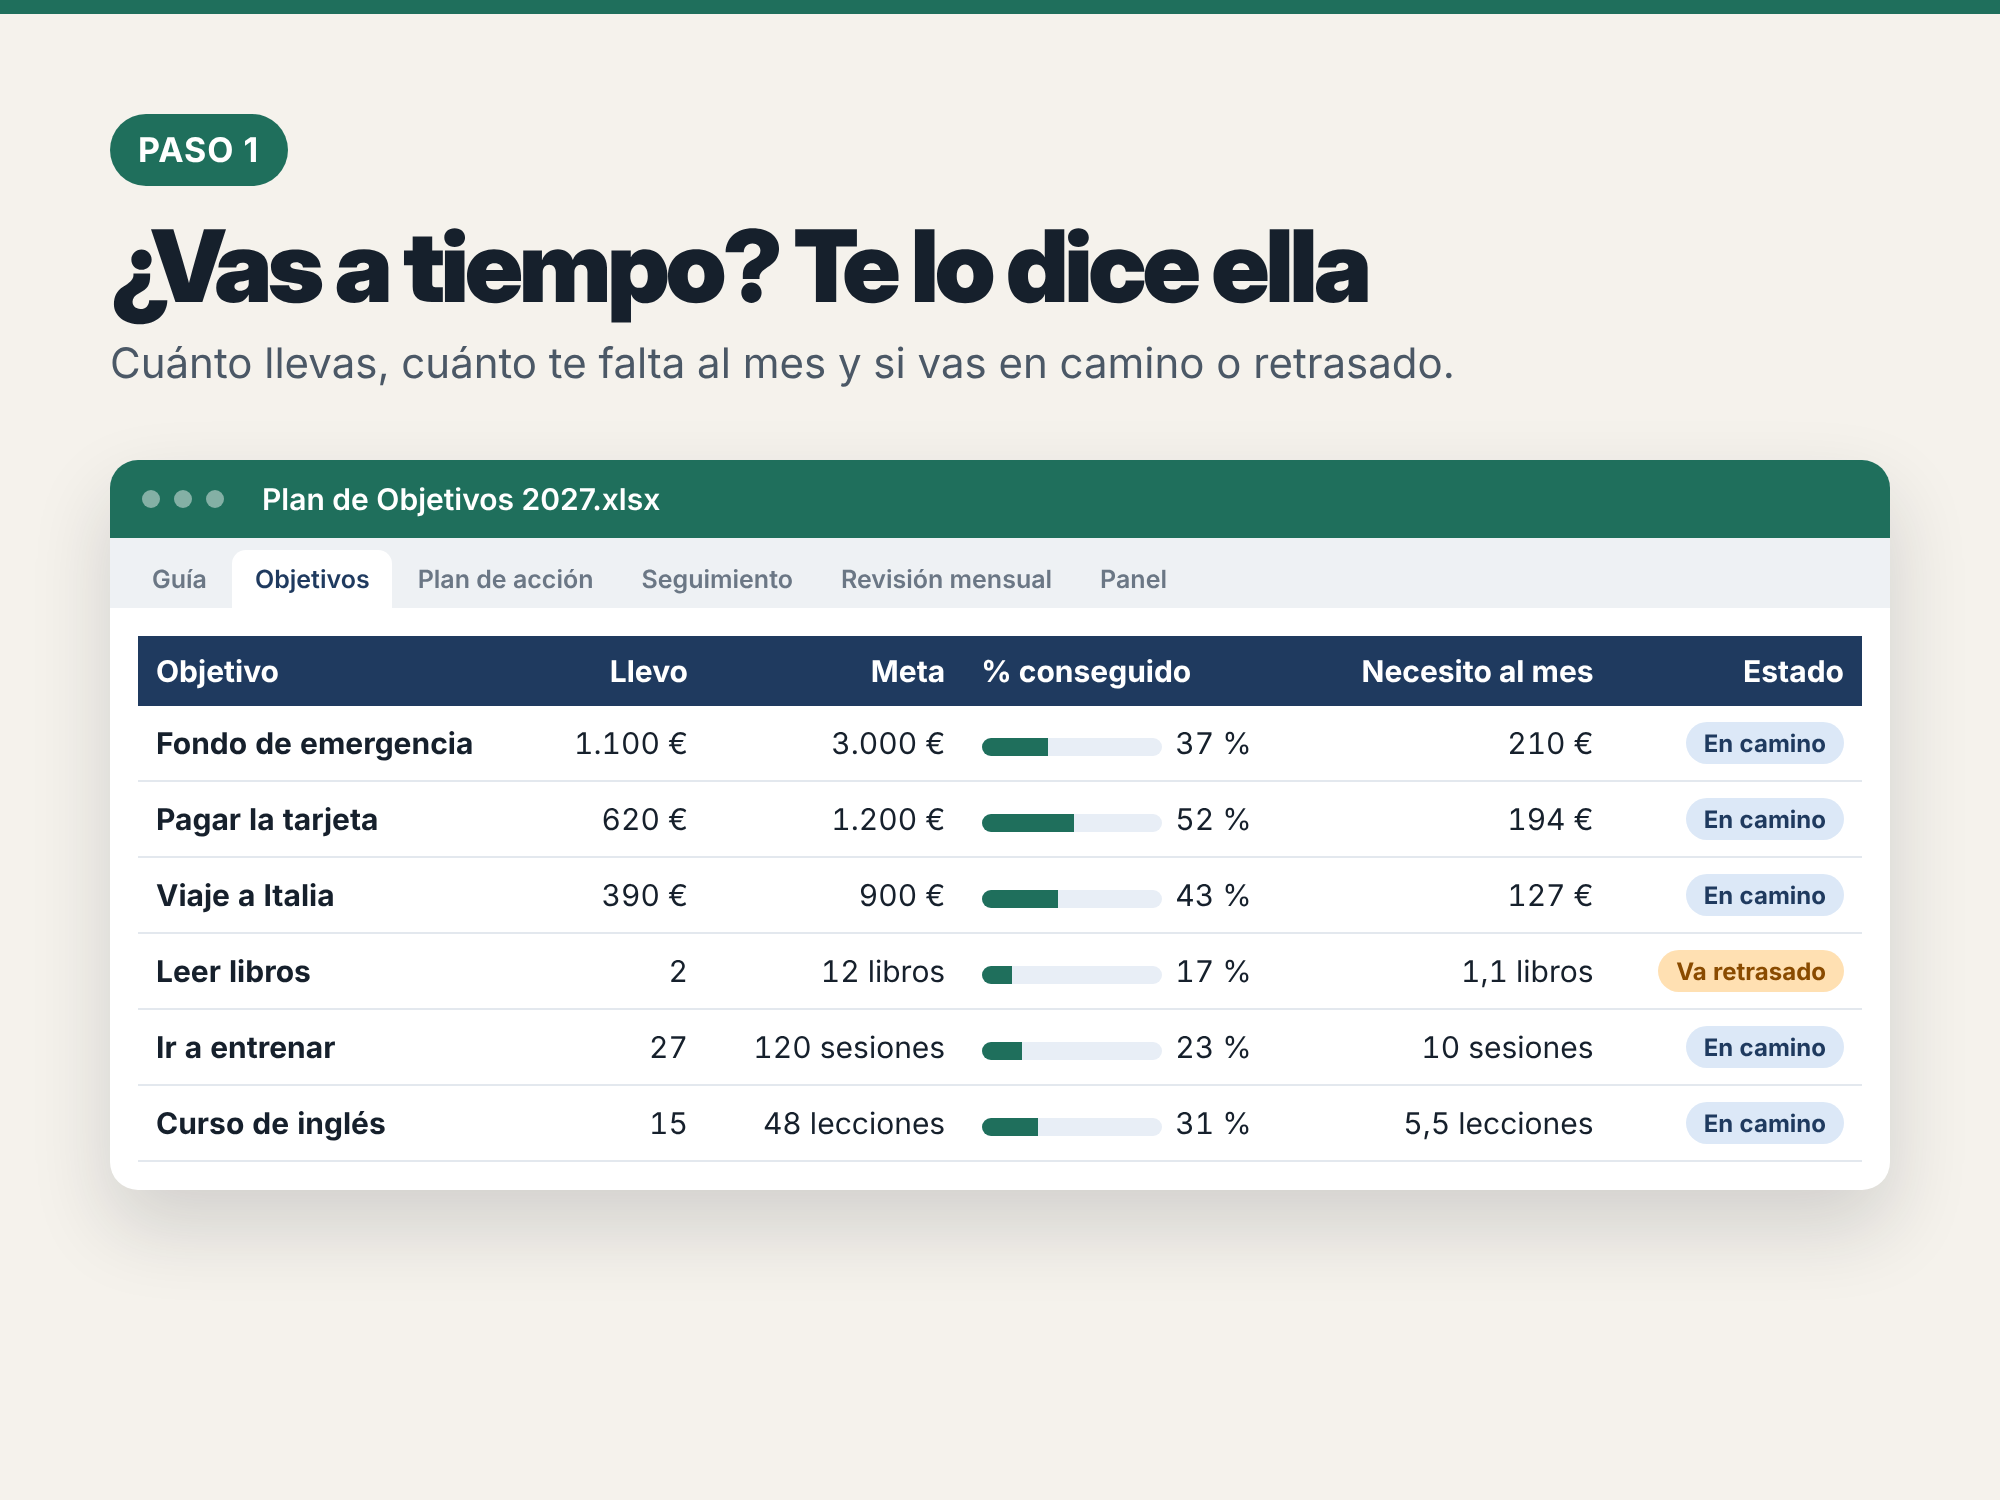 PASO 1
¿Vas a tiempo? Te lo dice ella
Cuánto llevas, cuánto te falta al mes y si vas en camino o retrasado.
Plan de Objetivos 2027.xlsx
Guía Objetivos Plan de acción Seguimiento Revisión mensual Panel
Objetivo Llevo Meta % conseguido Necesito al mes Estado
Fondo de emergencia 1.100 € 3.000 € 37 % 210 € En camino
Pagar la tarjeta 620 € 1.200 € 52 % 194 € En camino
Viaje a Italia 390 € 900 € 43 % 127 € En camino
Leer libros 2 12 libros 17 % 1,1 libros Va retrasado
Ir a entrenar 27 120 sesiones 23 % 10 sesiones En camino
Curso de inglés 15 48 lecciones 31 % 5,5 lecciones En camino